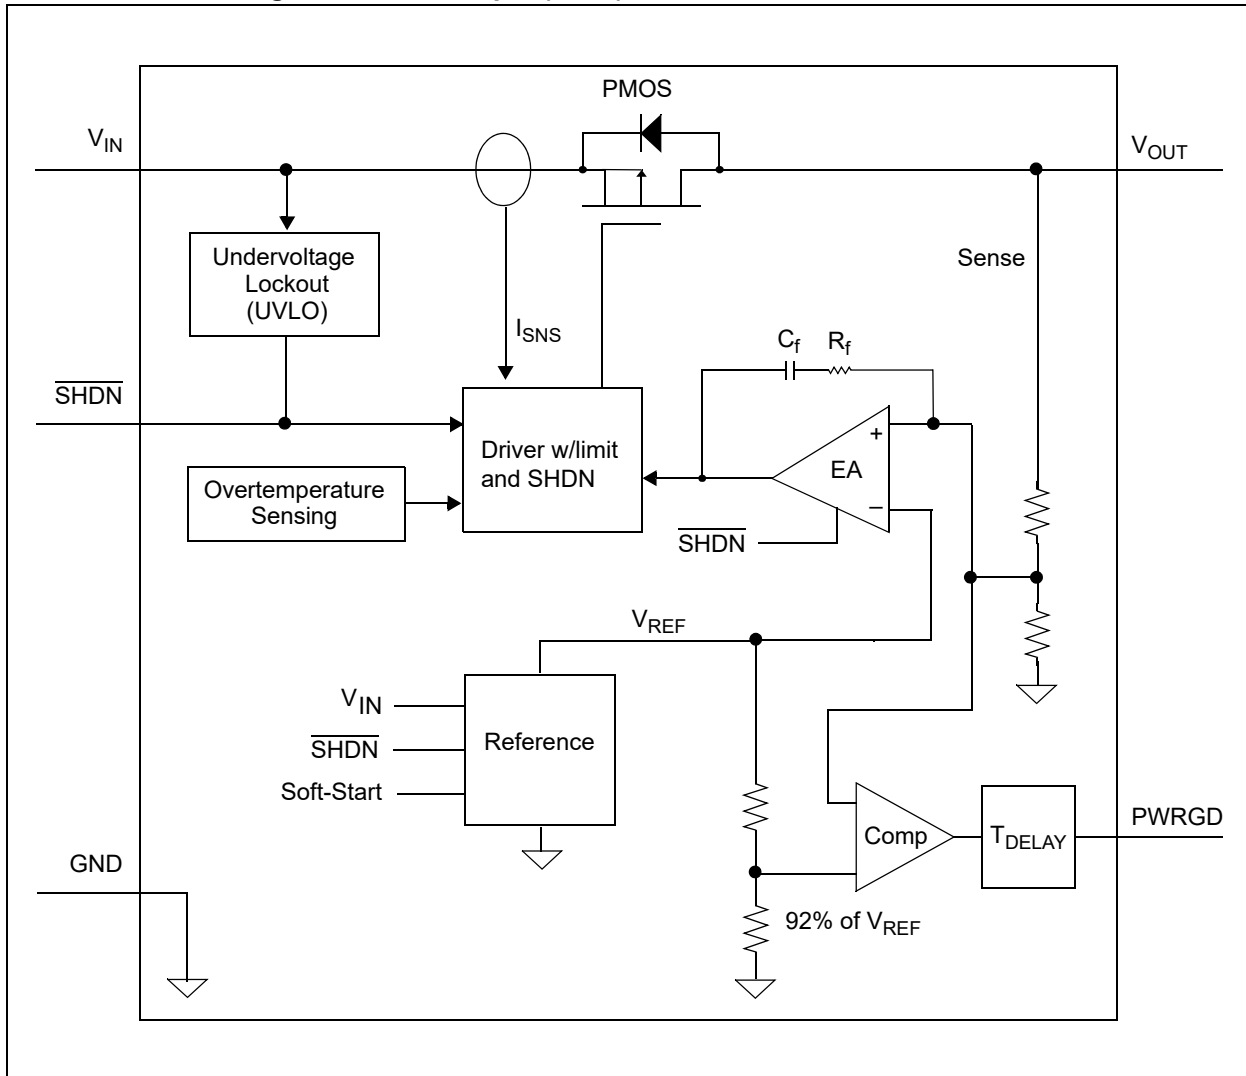 PMOS
VIN
VOUT
Undervoltage
Lockout
(UVLO)
Sense
ISNS
Cf
Rf
SHDN
Driver w/limit
and SHDN
+
EA
−
Overtemperature
Sensing
SHDN
VREF
VIN
SHDN
Soft-Start
Reference
Comp
TDELAY
PWRGD
GND
92% of VREF